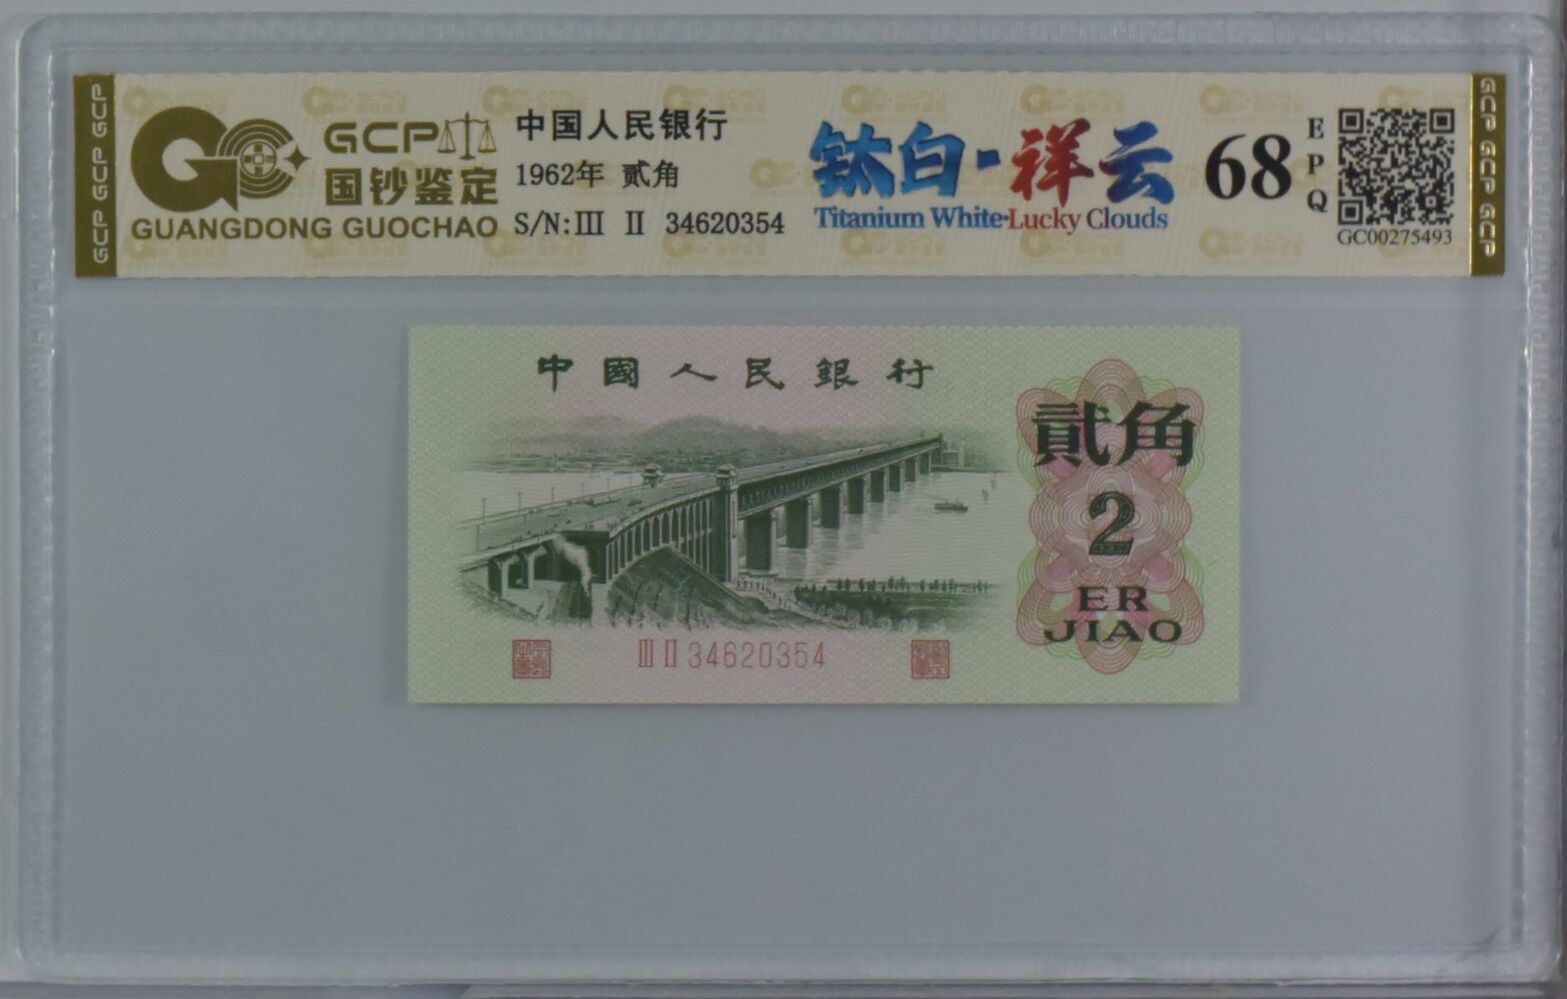 GCP GCP GCP
GCP
国钞鉴定
GUANGDONG GUOCHAO
中国人民银行
1962年 贰角
S/N:Ⅲ Ⅱ 34620354
钛白-祥云
Titanium White-Lucky Clouds
68
EPQ
GC00275493
GCP GCP GCP
中國人民銀行
貳角
2
ER
JIAO
Ⅲ Ⅱ 34620354